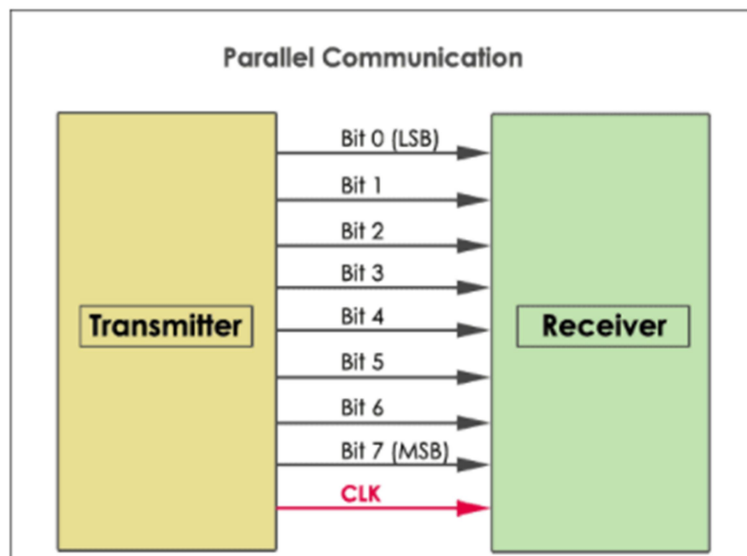 Parallel Communication
Bit 0 (LSB)
Bit 1
Bit 2
Bit 3
Transmitter
Bit 4
Receiver
Bit 5
Bit 6
Bit 7 (MSB)
CLK